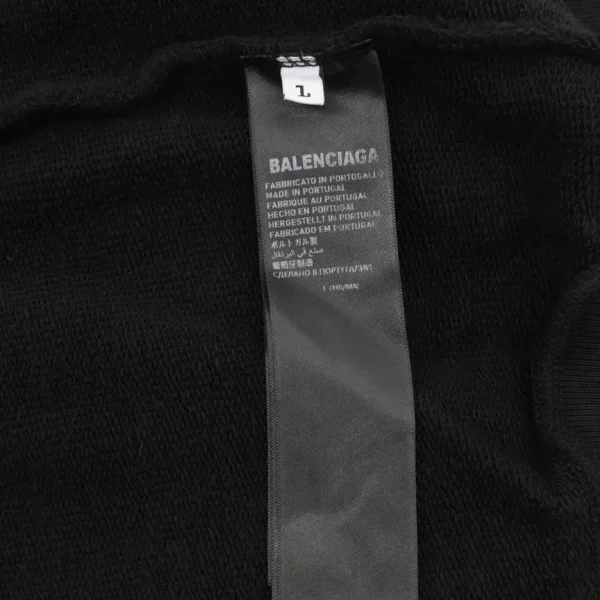 L
BALENCIAGA
FABBRICATO IN PORTOGALLO
MADE IN PORTUGAL
FABRIQUE AU PORTUGAL
HECHO EN PORTUGAL
HERGESTELLT IN PORTUGAL
FABRICADO EM PORTUGAL
ポルトガル製
صنع في البرتغال
葡萄牙制造
СДЕЛАНО В ПОРТУГАЛИИ